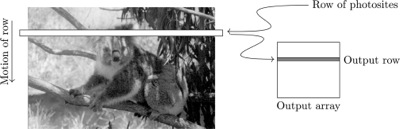 Row of photosites
Motion of row
Output row
Output array